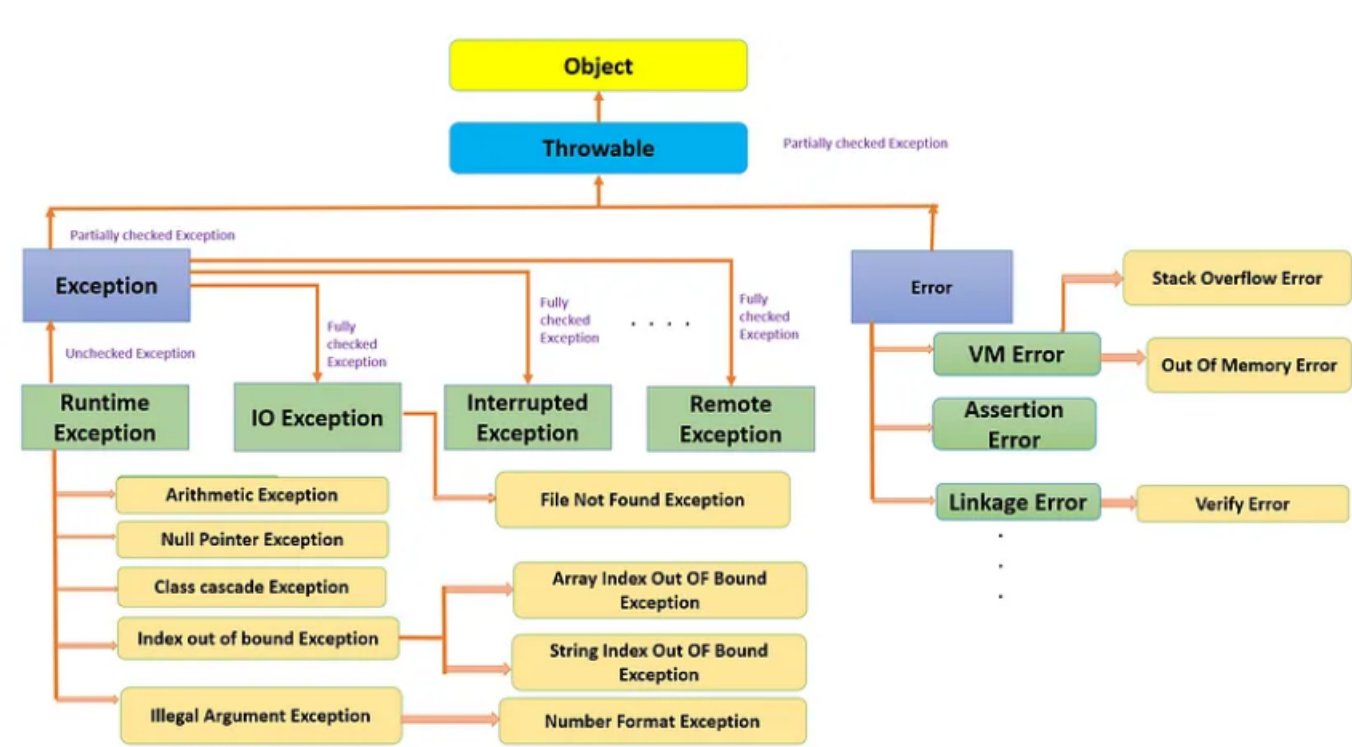 Object
Throwable
Partially checked Exception
Partially checked Exception
Exception
Error
Stack Overflow Error
Fully
checked
Exception
Fully
checked
Exception
. . . .
Fully
checked
Exception
Unchecked Exception
VM Error
Out Of Memory Error
Runtime
Exception
IO Exception
Interrupted
Exception
Remote
Exception
Assertion
Error
Arithmetic Exception
File Not Found Exception
Linkage Error
Verify Error
Null Pointer Exception
Class cascade Exception
Array Index Out OF Bound
Exception
Index out of bound Exception
String Index Out OF Bound
Exception
Illegal Argument Exception
Number Format Exception